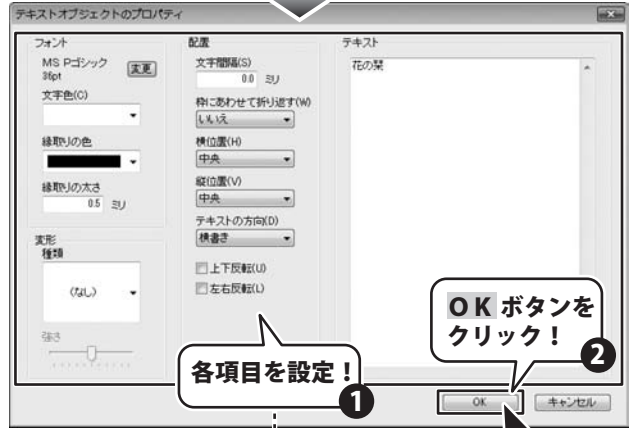 テキストオブジェクトのプロパティ
フォント
MS Pゴシック
36pt
変更
文字色(C)
縁取りの色
縁取りの太さ
0.5 ミリ
変形
種類
(なし)
強さ
配置
文字間隔(S)
0.0 ミリ
枠にあわせて折り返す(W)
いいえ
横位置(H)
中央
縦位置(V)
中央
テキストの方向(D)
横書き
上下反転(U)
左右反転(L)
テキスト
花の栞
各項目を設定!
1
OK ボタンを
クリック!
2
OK
キャンセル